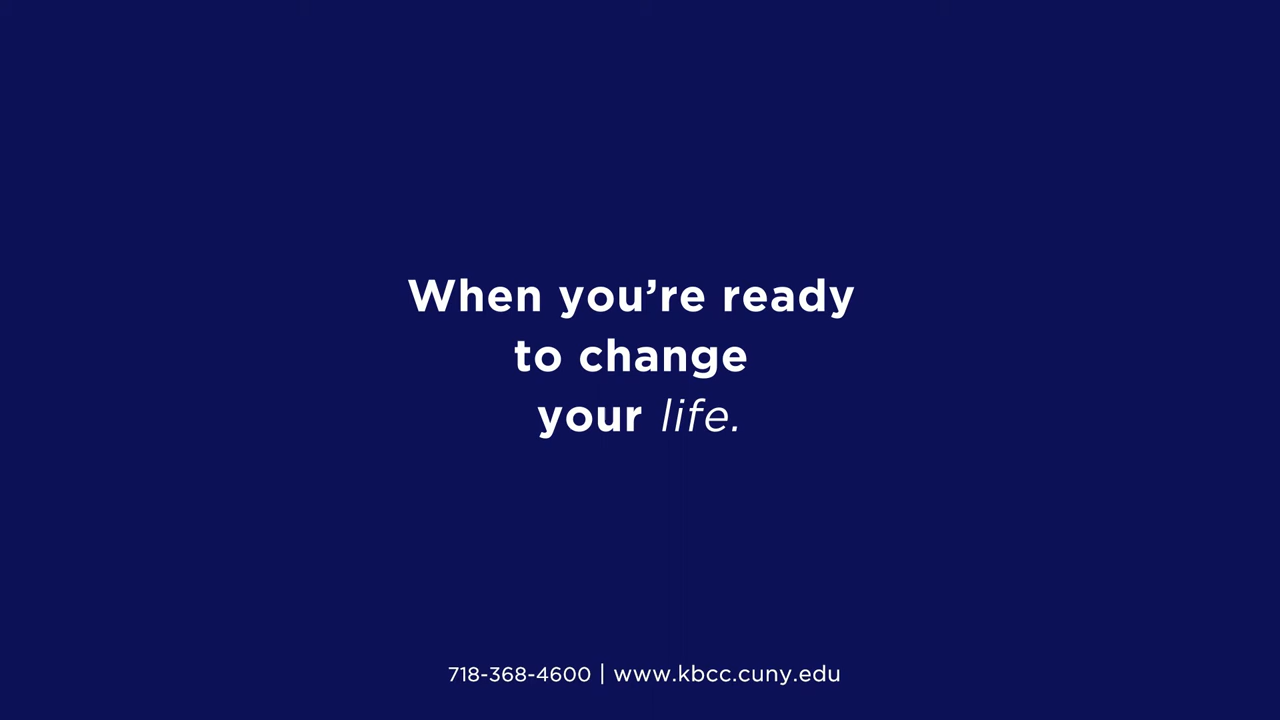 When you’re ready
to change
your life.
718-368-4600 | www.kbcc.cuny.edu